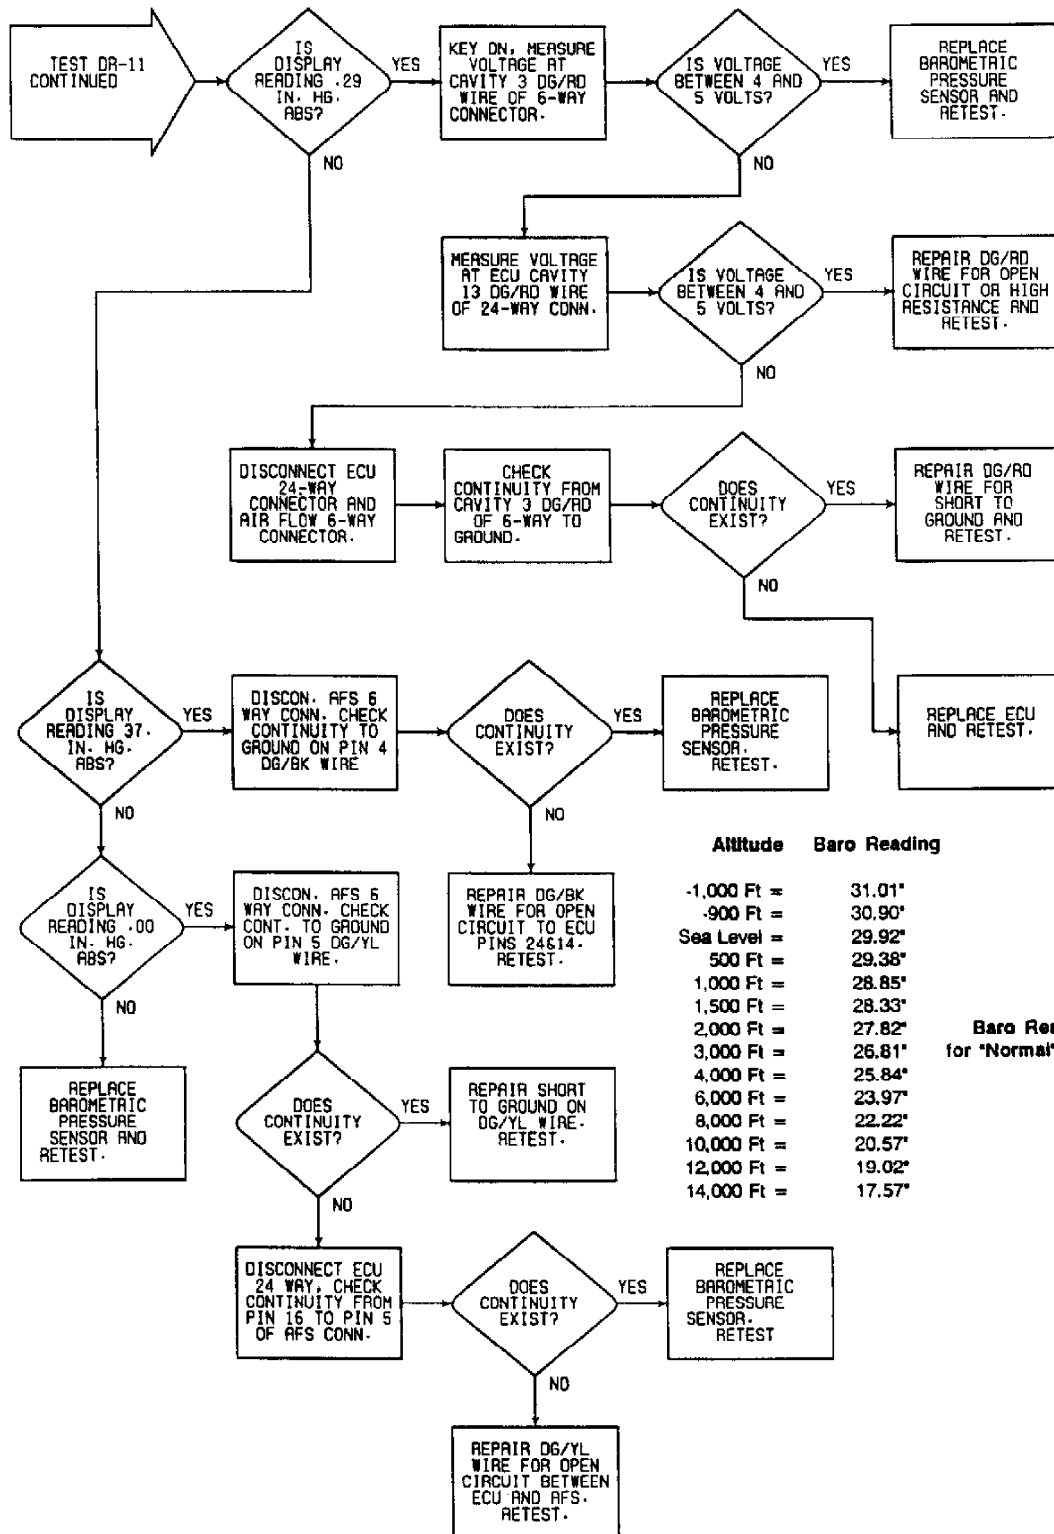 TEST DR-11
CONTINUED
IS
DISPLAY
READING .29
IN. HG.
ABS?
YES
KEY ON, MEASURE
VOLTAGE AT
CAVITY 3 DG/RD
WIRE OF 6-WAY
CONNECTOR.
IS VOLTAGE
BETWEEN 4 AND
5 VOLTS?
YES
REPLACE
BAROMETRIC
PRESSURE
SENSOR AND
RETEST.
NO
NO
MEASURE VOLTAGE
AT ECU CAVITY
13 DG/RD WIRE
OF 24-WAY CONN.
IS VOLTAGE
BETWEEN 4 AND
5 VOLTS?
YES
REPAIR DG/RD
WIRE FOR OPEN
CIRCUIT OR HIGH
RESISTANCE AND
RETEST.
NO
DISCONNECT ECU
24-WAY
CONNECTOR AND
AIR FLOW 6-WAY
CONNECTOR.
CHECK
CONTINUITY FROM
CAVITY 3 DG/RD
OF 6-WAY TO
GROUND.
DOES
CONTINUITY
EXIST?
YES
REPAIR DG/RD
WIRE FOR
SHORT TO
GROUND AND
RETEST.
NO
IS
DISPLAY
READING 37.
IN. HG.
ABS?
YES
DISCON. AFS 6
WAY CONN. CHECK
CONTINUITY TO
GROUND ON PIN 4
DG/BK WIRE
DOES
CONTINUITY
EXIST?
YES
REPLACE
BAROMETRIC
PRESSURE
SENSOR.
RETEST.
REPLACE ECU
AND RETEST.
NO
NO
IS
DISPLAY
READING .00
IN. HG.
ABS?
YES
DISCON. AFS 6
WAY CONN. CHECK
CONT. TO GROUND
ON PIN 5 DG/YL
WIRE.
REPAIR DG/BK
WIRE FOR OPEN
CIRCUIT TO ECU
PINS 24&14.
RETEST.
NO
REPLACE
BAROMETRIC
PRESSURE
SENSOR AND
RETEST.
DOES
CONTINUITY
EXIST?
YES
REPAIR SHORT
TO GROUND ON
DG/YL WIRE.
RETEST.
NO
Altitude Baro Reading
-1,000 Ft = 31.01"
-900 Ft = 30.90"
Sea Level = 29.92"
500 Ft = 29.38"
1,000 Ft = 28.85"
1,500 Ft = 28.33"
2,000 Ft = 27.82"
3,000 Ft = 26.81"
4,000 Ft = 25.84"
6,000 Ft = 23.97"
8,000 Ft = 22.22"
10,000 Ft = 20.57"
12,000 Ft = 19.02"
14,000 Ft = 17.57"
Baro Rea
for "Normal"
DISCONNECT ECU
24 WAY, CHECK
CONTINUITY FROM
PIN 16 TO PIN 5
OF AFS CONN.
DOES
CONTINUITY
EXIST?
YES
REPLACE
BAROMETRIC
PRESSURE
SENSOR.
RETEST
NO
REPAIR DG/YL
WIRE FOR OPEN
CIRCUIT BETWEEN
ECU AND AFS.
RETEST.